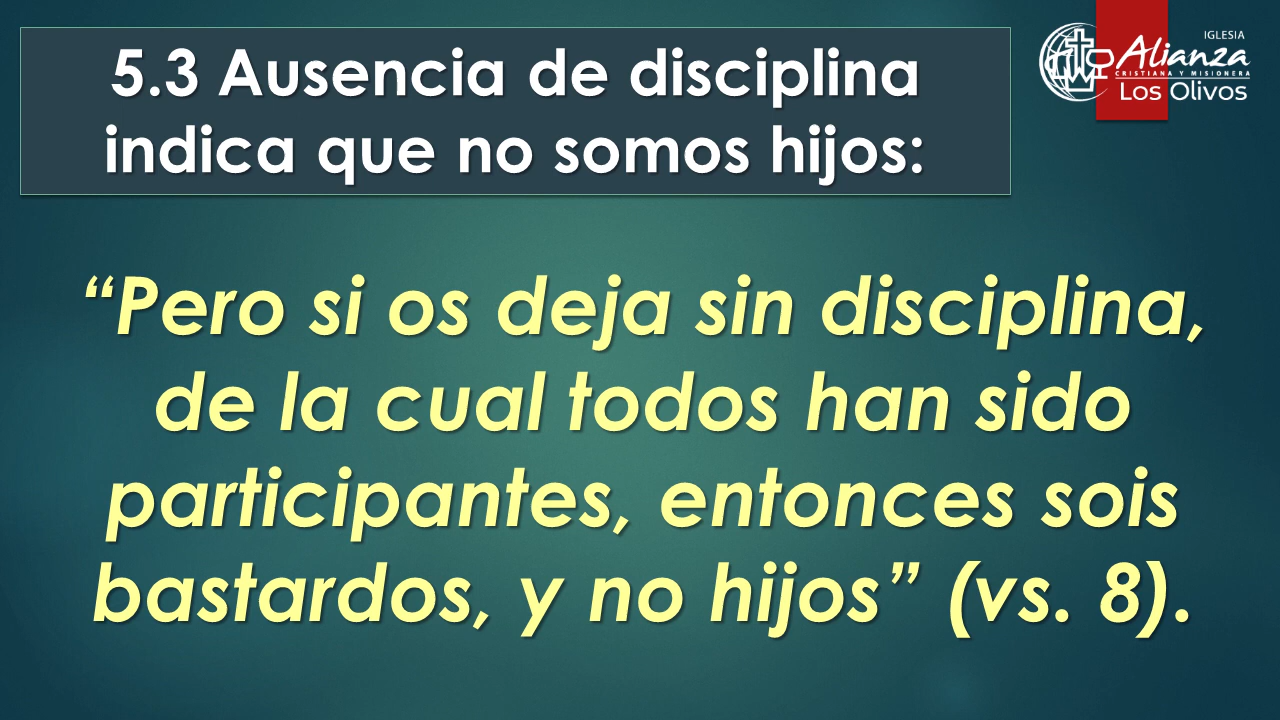 5.3 Ausencia de disciplina
indica que no somos hijos:
IGLESIA
Alianza
CRISTIANA Y MISIONERA
Los Olivos
“Pero si os deja sin disciplina,
de la cual todos han sido
participantes, entonces sois
bastardos, y no hijos” (vs. 8).